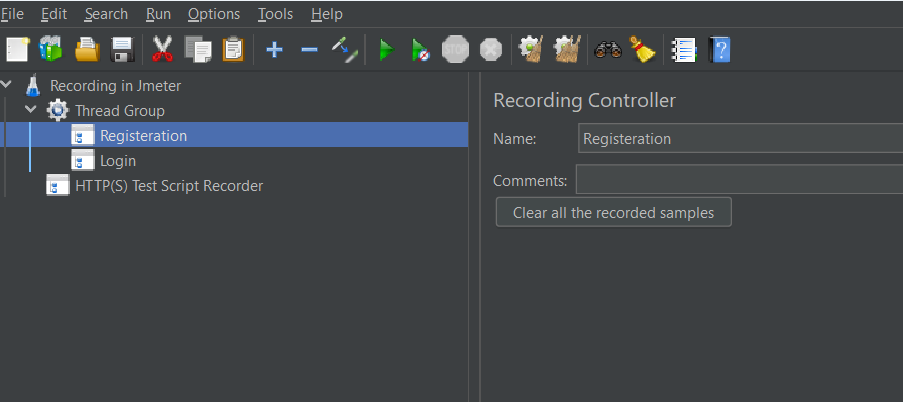 File Edit Search Run Options Tools Help
STOP
Recording in Jmeter
Thread Group
Registeration
Login
HTTP(S) Test Script Recorder
Recording Controller
Name: Registeration
Comments:
Clear all the recorded samples